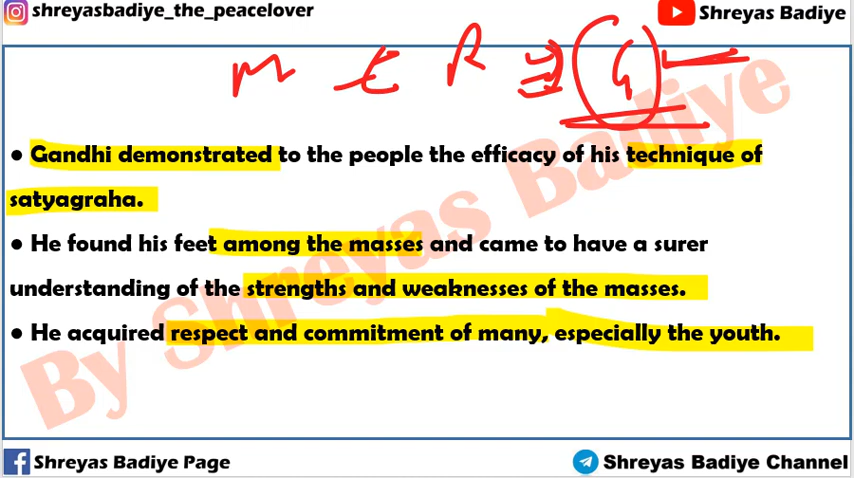 shreyasbadiye_the_peacelover
Shreyas Badiye
M E R G
● Gandhi demonstrated to the people the efficacy of his technique of
satyagraha.
● He found his feet among the masses and came to have a surer
understanding of the strengths and weaknesses of the masses.
● He acquired respect and commitment of many, especially the youth.
By Shreyas Badiye
Shreyas Badiye Page
Shreyas Badiye Channel